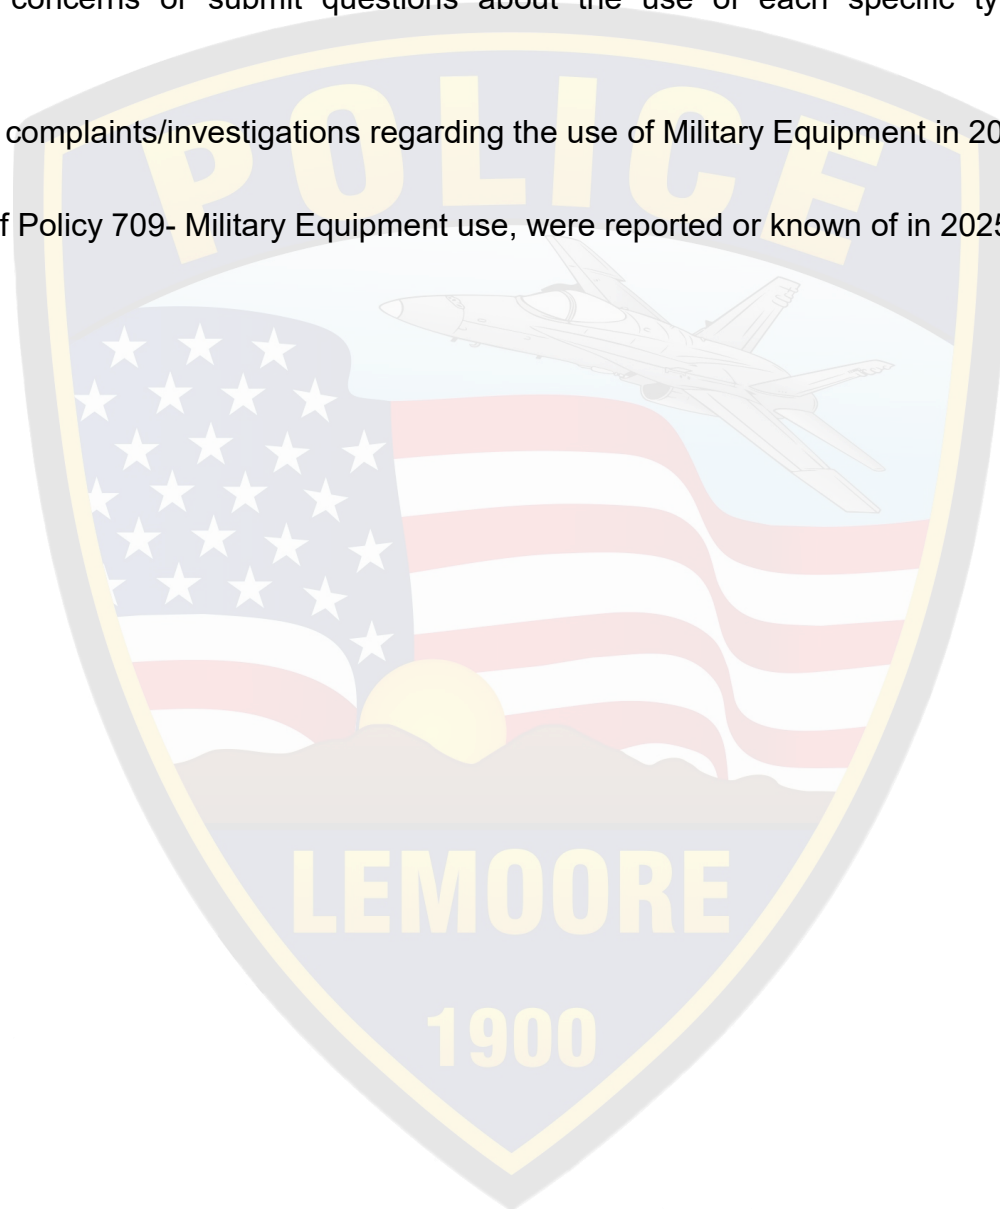 concerns or submit questions about the use of each specific ty
complaints/investigations regarding the use of Military Equipment in 20
f Policy 709- Military Equipment use, were reported or known of in 2025
POLICE
LEMOORE
1900